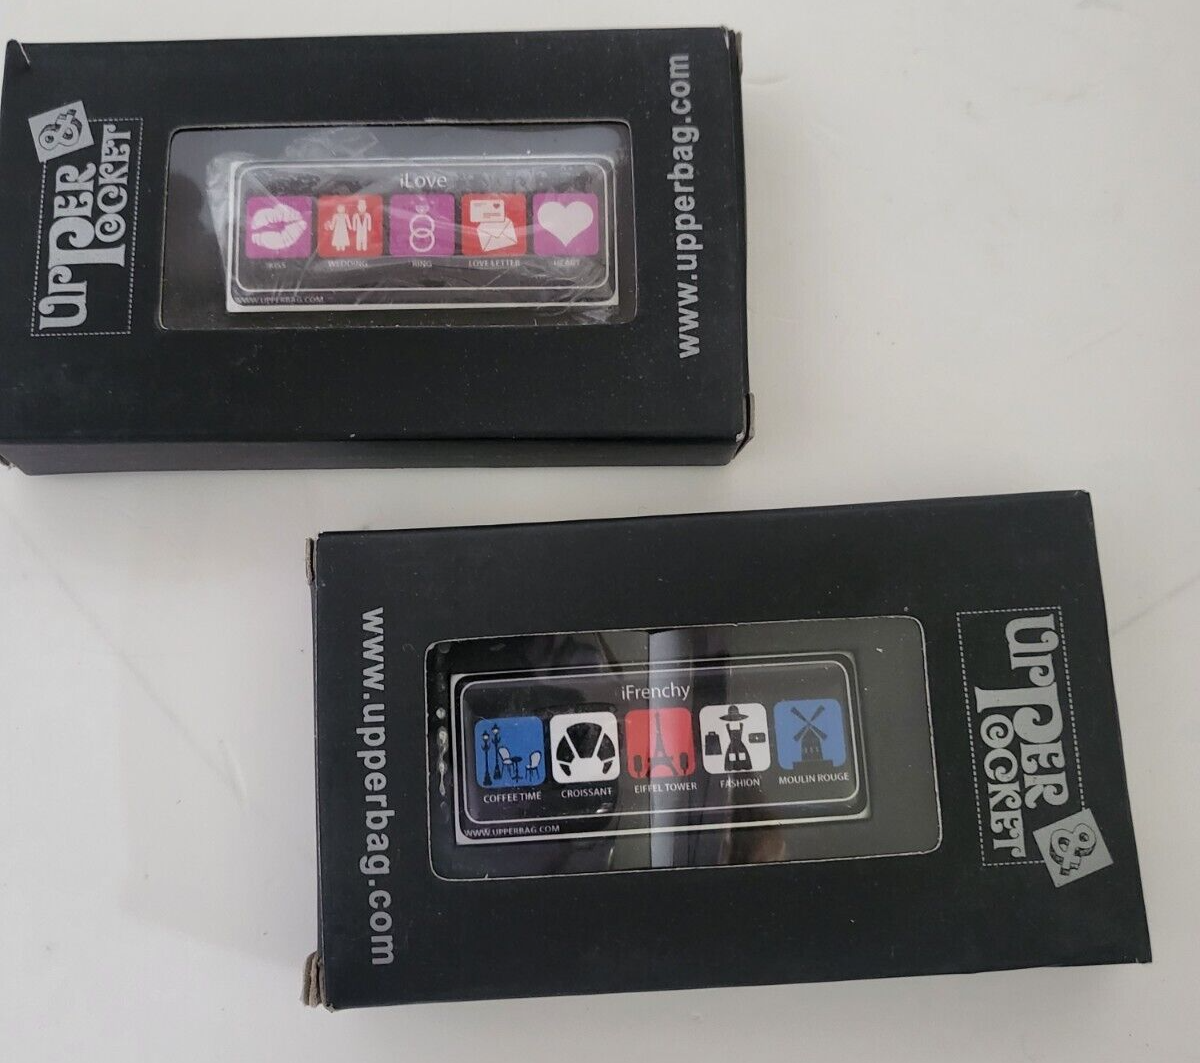 UPPER
&
POCKET
iLove
KISS
WEDDING
RING
LOVE LETTER
HEART
WWW.UPPERBAG.COM
www.upperbag.com
www.upperbag.com
iFrenchy
COFFEE TIME
CROISSANT
EIFFEL TOWER
FASHION
MOULIN ROUGE
WWW.UPPERBAG.COM
UPPER
&
POCKET